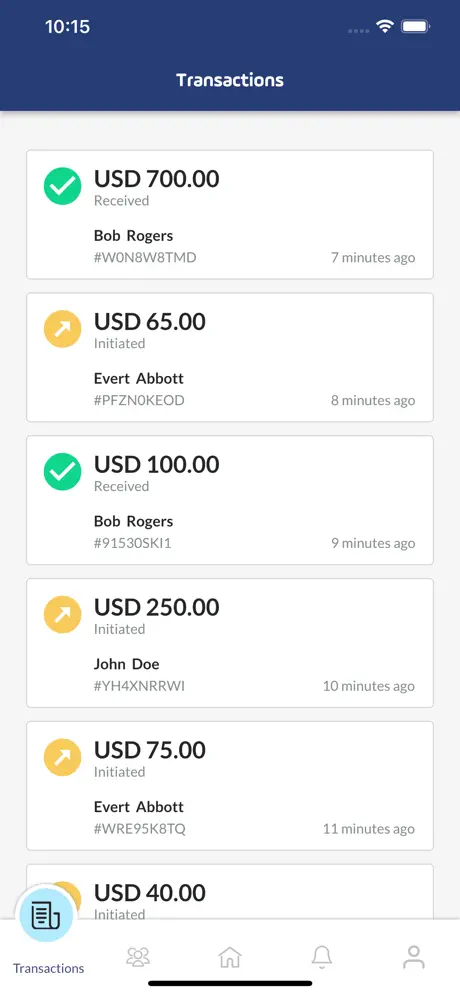 10:15
Transactions
USD 700.00
Received
Bob Rogers
#W0N8W8TMD 7 minutes ago
USD 65.00
Initiated
Evert Abbott
#PFZN0KEOD 8 minutes ago
USD 100.00
Received
Bob Rogers
#91530SKI1 9 minutes ago
USD 250.00
Initiated
John Doe
#YH4XNRRWI 10 minutes ago
USD 75.00
Initiated
Evert Abbott
#WRE95K8TQ 11 minutes ago
USD 40.00
Initiated
Transactions